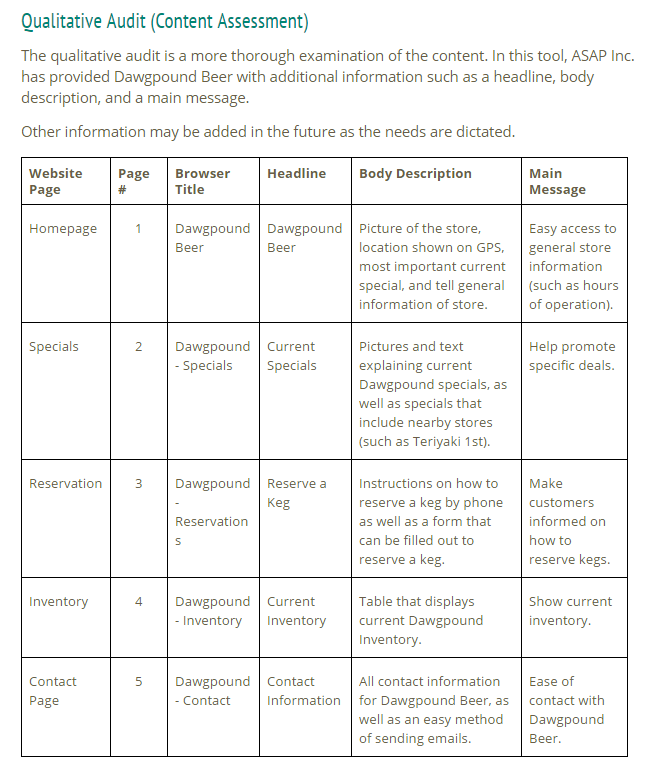 Qualitative Audit (Content Assessment)
The qualitative audit is a more thorough examination of the content. In this tool, ASAP Inc.
has provided Dawgpound Beer with additional information such as a headline, body
description, and a main message.
Other information may be added in the future as the needs are dictated.
Website Page # Browser Headline Body Description Main
Page Title Message
Homepage 1 Dawgpound Dawgpound Picture of the store, Easy access to
Beer Beer location shown on GPS, general store
most important current information
special, and tell general (such as hours
information of store. of operation).
Specials 2 Dawgpound Current Pictures and text Help promote
- Specials Specials explaining current specific deals.
Dawgpound specials, as
well as specials that
include nearby stores
(such as Teriyaki 1st).
Reservation 3 Dawgpound Reserve a Instructions on how to Make
- Keg reserve a keg by phone customers
Reservation as well as a form that informed on
s can be filled out to how to
reserve a keg. reserve kegs.
Inventory 4 Dawgpound Current Table that displays Show current
- Inventory Inventory current Dawgpound inventory.
Inventory.
Contact 5 Dawgpound Contact All contact information Ease of
Page - Contact Information for Dawgpound Beer, as contact with
well as an easy method Dawgpound
of sending emails. Beer.